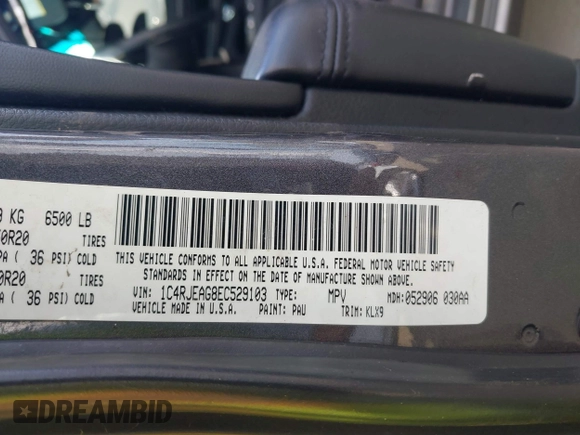 KG 6500 LB
0R20 TIRES
( 36 PSI) COLD
0R20 TIRES
( 36 PSI) COLD
THIS VEHICLE CONFORMS TO ALL APPLICABLE U.S.A. FEDERAL MOTOR VEHICLE SAFETY
STANDARDS IN EFFECT ON THE DATE OF MANUFACTURE SHOWN ABOVE.
VIN: 1C4RJEAG8EC529103 TYPE: MPV MDH: 052906 030AA
VEHICLE MADE IN U.S.A. PAINT: PAU TRIM: KLX9
DREAMBID